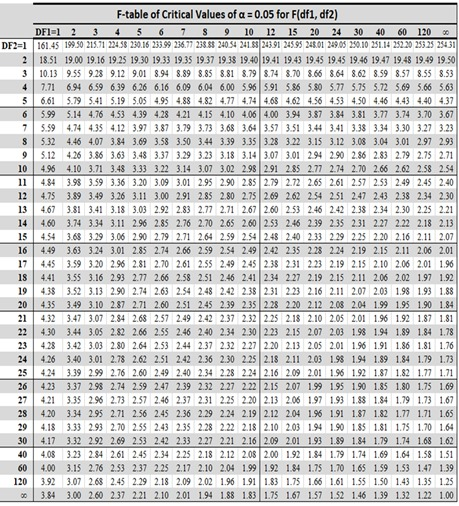 F-table of Critical Values of α = 0.05 for F(df1, df2)
DF1=1 2 3 4 5 6 7 8 9 10 12 15 20 24 30 40 60 120 ∞
DF2=1 161.45 199.50 215.71 224.58 230.16 233.99 236.77 238.88 240.54 241.88 243.91 245.95 248.01 249.05 250.10 251.14 252.20 253.25 254.31
2 18.51 19.00 19.16 19.25 19.30 19.33 19.35 19.37 19.38 19.40 19.41 19.43 19.45 19.45 19.46 19.47 19.48 19.49 19.50
3 10.13 9.55 9.28 9.12 9.01 8.94 8.89 8.85 8.81 8.79 8.74 8.70 8.66 8.64 8.62 8.59 8.57 8.55 8.53
4 7.71 6.94 6.59 6.39 6.26 6.16 6.09 6.04 6.00 5.96 5.91 5.86 5.80 5.77 5.75 5.72 5.69 5.66 5.63
5 6.61 5.79 5.41 5.19 5.05 4.95 4.88 4.82 4.77 4.74 4.68 4.62 4.56 4.53 4.50 4.46 4.43 4.40 4.37
6 5.99 5.14 4.76 4.53 4.39 4.28 4.21 4.15 4.10 4.06 4.00 3.94 3.87 3.84 3.81 3.77 3.74 3.70 3.67
7 5.59 4.74 4.35 4.12 3.97 3.87 3.79 3.73 3.68 3.64 3.57 3.51 3.44 3.41 3.38 3.34 3.30 3.27 3.23
8 5.32 4.46 4.07 3.84 3.69 3.58 3.50 3.44 3.39 3.35 3.28 3.22 3.15 3.12 3.08 3.04 3.01 2.97 2.93
9 5.12 4.26 3.86 3.63 3.48 3.37 3.29 3.23 3.18 3.14 3.07 3.01 2.94 2.90 2.86 2.83 2.79 2.75 2.71
10 4.96 4.10 3.71 3.48 3.33 3.22 3.14 3.07 3.02 2.98 2.91 2.85 2.77 2.74 2.70 2.66 2.62 2.58 2.54
11 4.84 3.98 3.59 3.36 3.20 3.09 3.01 2.95 2.90 2.85 2.79 2.72 2.65 2.61 2.57 2.53 2.49 2.45 2.40
12 4.75 3.89 3.49 3.26 3.11 3.00 2.91 2.85 2.80 2.75 2.69 2.62 2.54 2.51 2.47 2.43 2.38 2.34 2.30
13 4.67 3.81 3.41 3.18 3.03 2.92 2.83 2.77 2.71 2.67 2.60 2.53 2.46 2.42 2.38 2.34 2.30 2.25 2.21
14 4.60 3.74 3.34 3.11 2.96 2.85 2.76 2.70 2.65 2.60 2.53 2.46 2.39 2.35 2.31 2.27 2.22 2.18 2.13
15 4.54 3.68 3.29 3.06 2.90 2.79 2.71 2.64 2.59 2.54 2.48 2.40 2.33 2.29 2.25 2.20 2.16 2.11 2.07
16 4.49 3.63 3.24 3.01 2.85 2.74 2.66 2.59 2.54 2.49 2.42 2.35 2.28 2.24 2.19 2.15 2.11 2.06 2.01
17 4.45 3.59 3.20 2.96 2.81 2.70 2.61 2.55 2.49 2.45 2.38 2.31 2.23 2.19 2.15 2.10 2.06 2.01 1.96
18 4.41 3.55 3.16 2.93 2.77 2.66 2.58 2.51 2.46 2.41 2.34 2.27 2.19 2.15 2.11 2.06 2.02 1.97 1.92
19 4.38 3.52 3.13 2.90 2.74 2.63 2.54 2.48 2.42 2.38 2.31 2.23 2.16 2.11 2.07 2.03 1.98 1.93 1.88
20 4.35 3.49 3.10 2.87 2.71 2.60 2.51 2.45 2.39 2.35 2.28 2.20 2.12 2.08 2.04 1.99 1.95 1.90 1.84
21 4.32 3.47 3.07 2.84 2.68 2.57 2.49 2.42 2.37 2.32 2.25 2.18 2.10 2.05 2.01 1.96 1.92 1.87 1.81
22 4.30 3.44 3.05 2.82 2.66 2.55 2.46 2.40 2.34 2.30 2.23 2.15 2.07 2.03 1.98 1.94 1.89 1.84 1.78
23 4.28 3.42 3.03 2.80 2.64 2.53 2.44 2.37 2.32 2.27 2.20 2.13 2.05 2.01 1.96 1.91 1.86 1.81 1.76
24 4.26 3.40 3.01 2.78 2.62 2.51 2.42 2.36 2.30 2.25 2.18 2.11 2.03 1.98 1.94 1.89 1.84 1.79 1.73
25 4.24 3.39 2.99 2.76 2.60 2.49 2.40 2.34 2.28 2.24 2.16 2.09 2.01 1.96 1.92 1.87 1.82 1.77 1.71
26 4.23 3.37 2.98 2.74 2.59 2.47 2.39 2.32 2.27 2.22 2.15 2.07 1.99 1.95 1.90 1.85 1.80 1.75 1.69
27 4.21 3.35 2.96 2.73 2.57 2.46 2.37 2.31 2.25 2.20 2.13 2.06 1.97 1.93 1.88 1.84 1.79 1.73 1.67
28 4.20 3.34 2.95 2.71 2.56 2.45 2.36 2.29 2.24 2.19 2.12 2.04 1.96 1.91 1.87 1.82 1.77 1.71 1.65
29 4.18 3.33 2.93 2.70 2.55 2.43 2.35 2.28 2.22 2.18 2.10 2.03 1.94 1.90 1.85 1.81 1.75 1.70 1.64
30 4.17 3.32 2.92 2.69 2.53 2.42 2.33 2.27 2.21 2.16 2.09 2.01 1.93 1.89 1.84 1.79 1.74 1.68 1.62
40 4.08 3.23 2.84 2.61 2.45 2.34 2.25 2.18 2.12 2.08 2.00 1.92 1.84 1.79 1.74 1.69 1.64 1.58 1.51
60 4.00 3.15 2.76 2.53 2.37 2.25 2.17 2.10 2.04 1.99 1.92 1.84 1.75 1.70 1.65 1.59 1.53 1.47 1.39
120 3.92 3.07 2.68 2.45 2.29 2.18 2.09 2.02 1.96 1.91 1.83 1.75 1.66 1.61 1.55 1.50 1.43 1.35 1.25
∞ 3.84 3.00 2.60 2.37 2.21 2.10 2.01 1.94 1.88 1.83 1.75 1.67 1.57 1.52 1.46 1.39 1.32 1.22 1.00